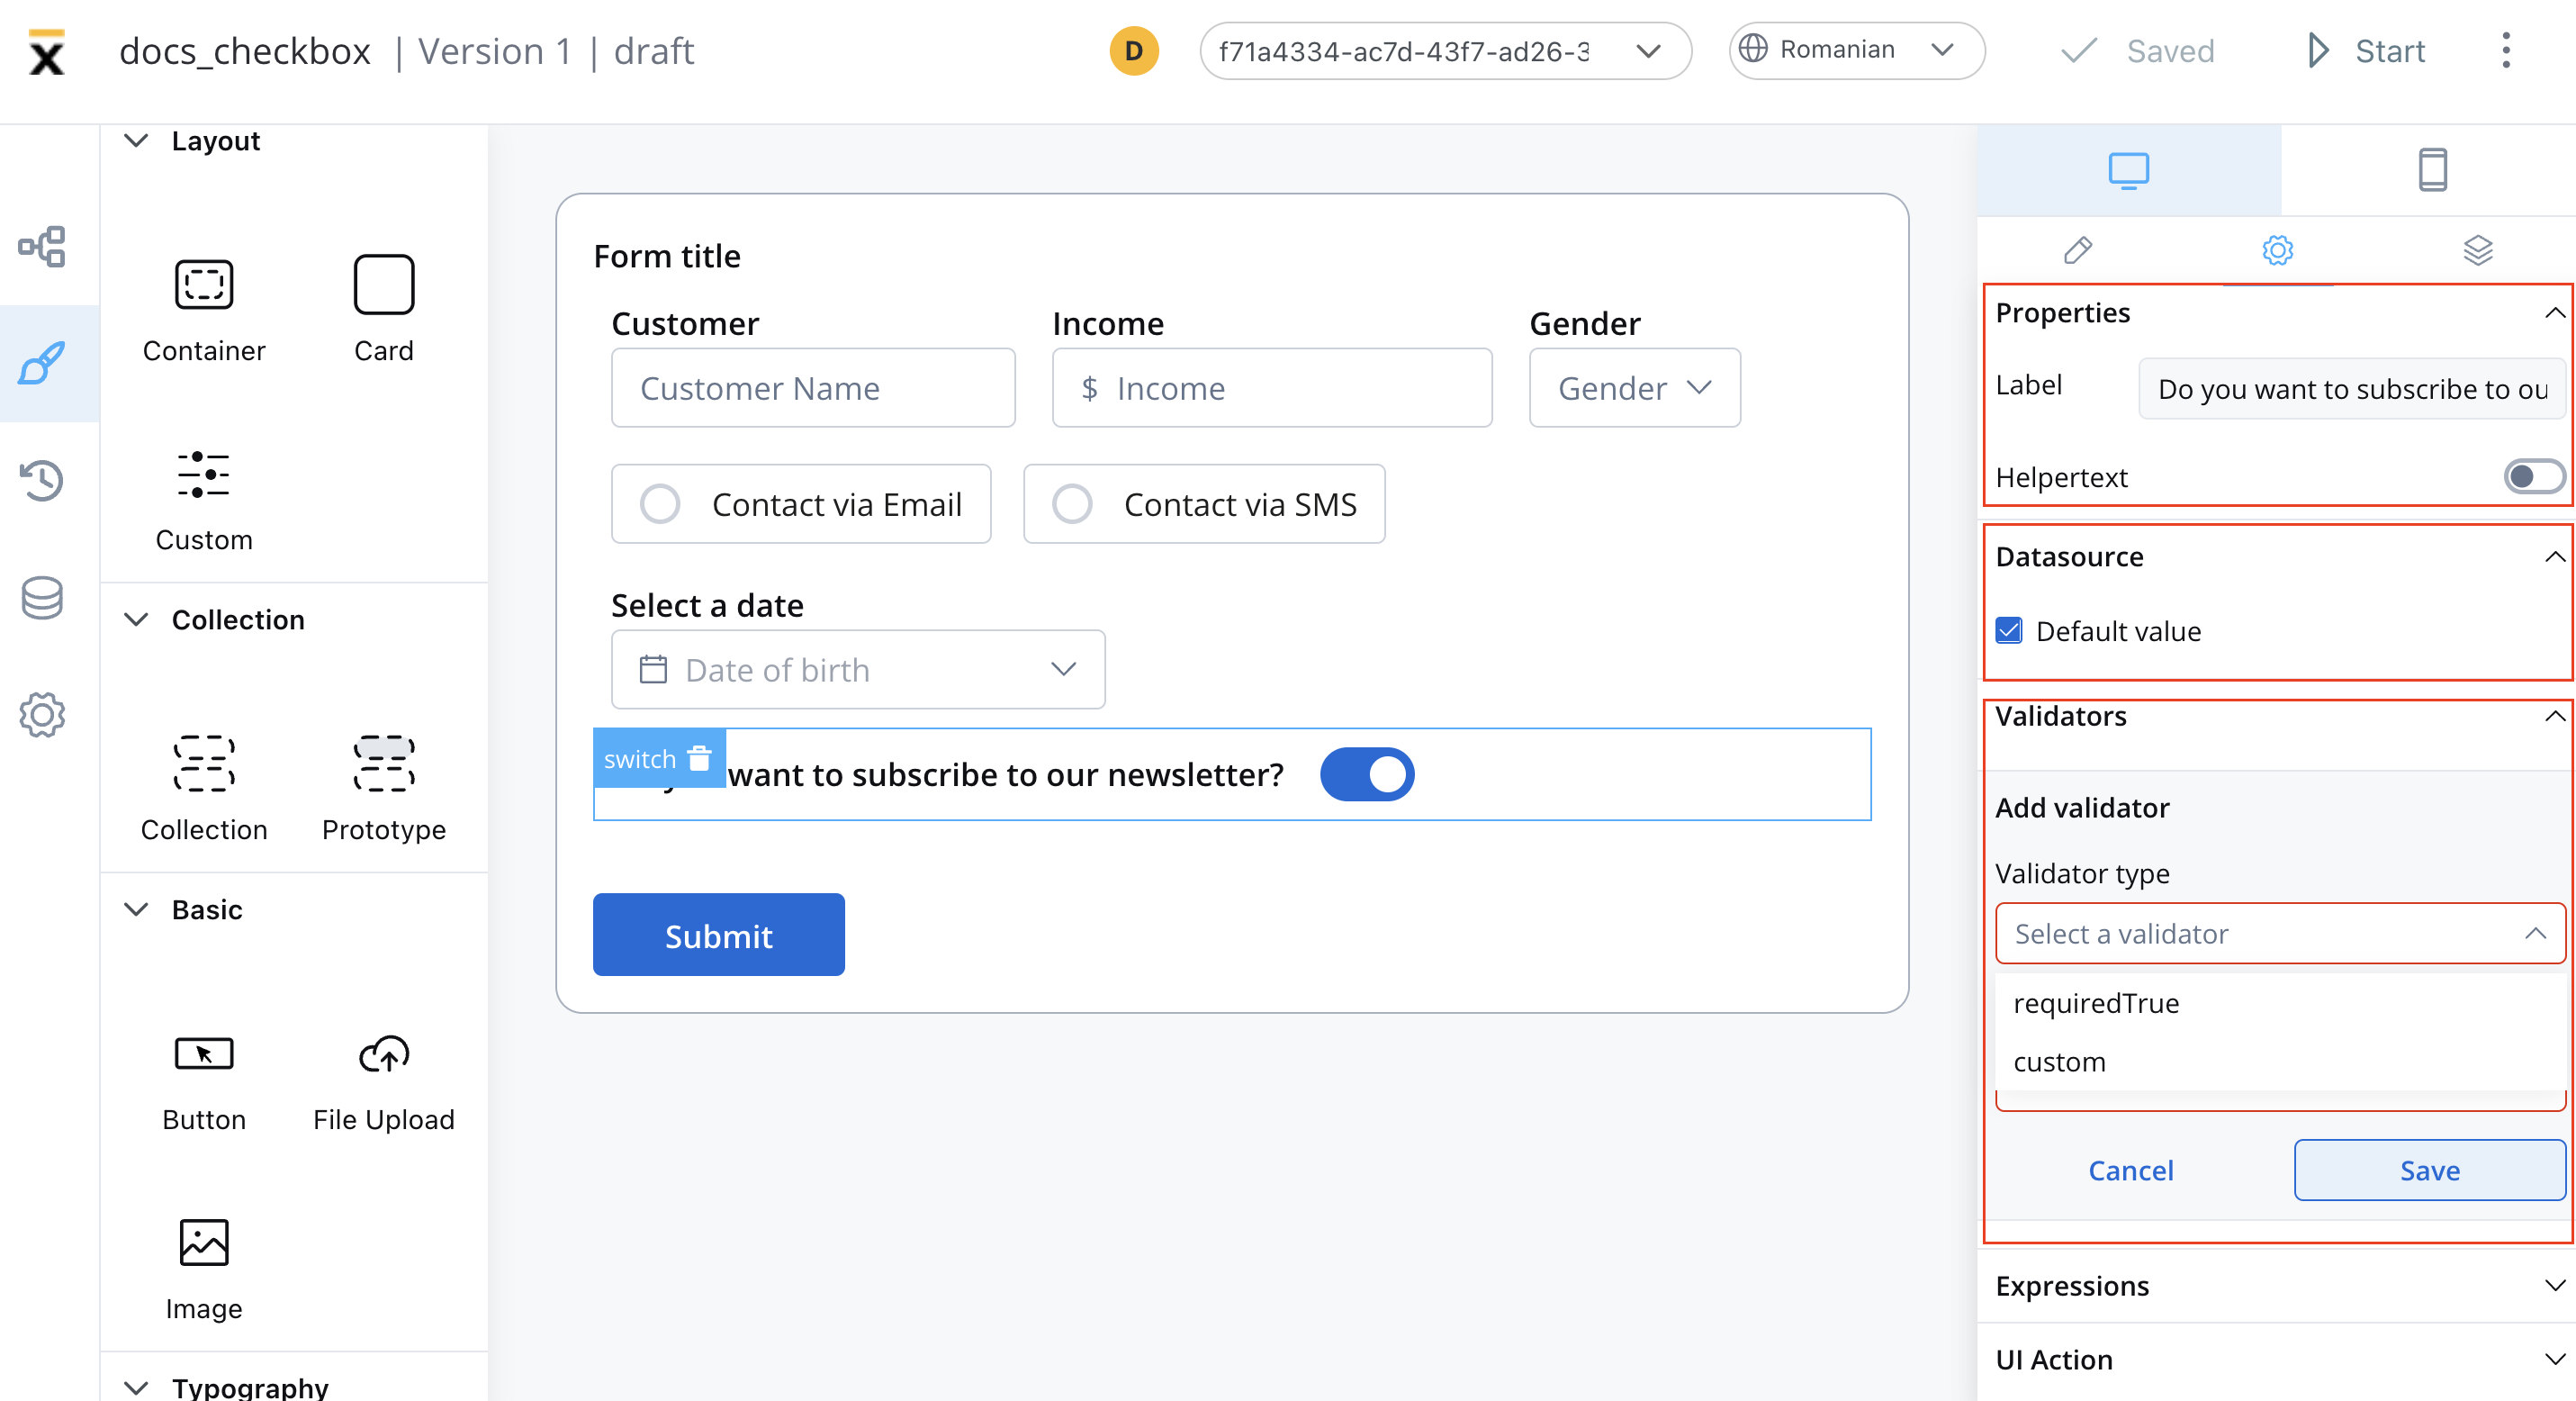 docs_checkbox | Version 1 | draft
D
f71a4334-ac7d-43f7-ad26-3
Romanian
Saved
Start
Layout
Container
Card
Custom
Collection
Collection
Prototype
Basic
Button
File Upload
Image
Typography
Form title
Customer
Income
Gender
Customer Name
$ Income
Gender
Contact via Email
Contact via SMS
Select a date
Date of birth
switch
want to subscribe to our newsletter?
Submit
Properties
Label
Do you want to subscribe to ou
Helpertext
Datasource
Default value
Validators
Add validator
Validator type
Select a validator
requiredTrue
custom
Cancel
Save
Expressions
UI Action